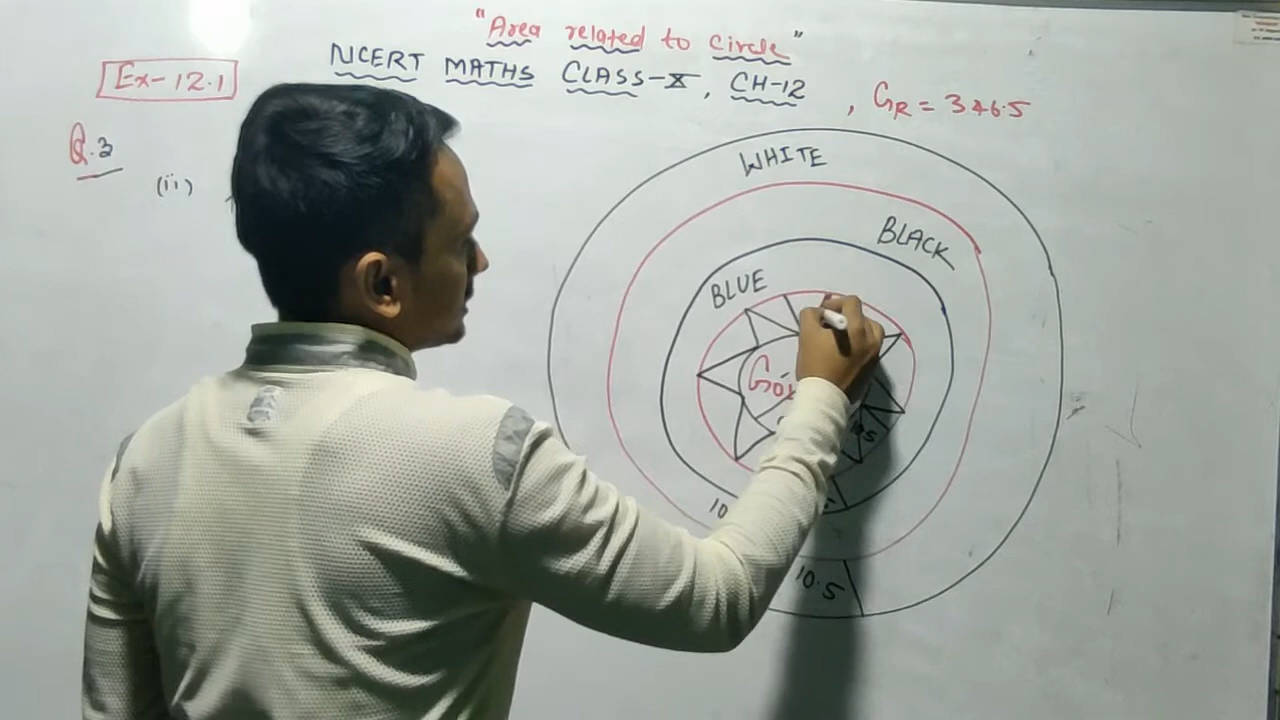 "Area related to circle"
NCERT MATHS CLASS-X, CH-12
Ex-12.1
, GR = 346.5
Q.3
(ii)
WHITE
BLACK
BLUE
10
10.5